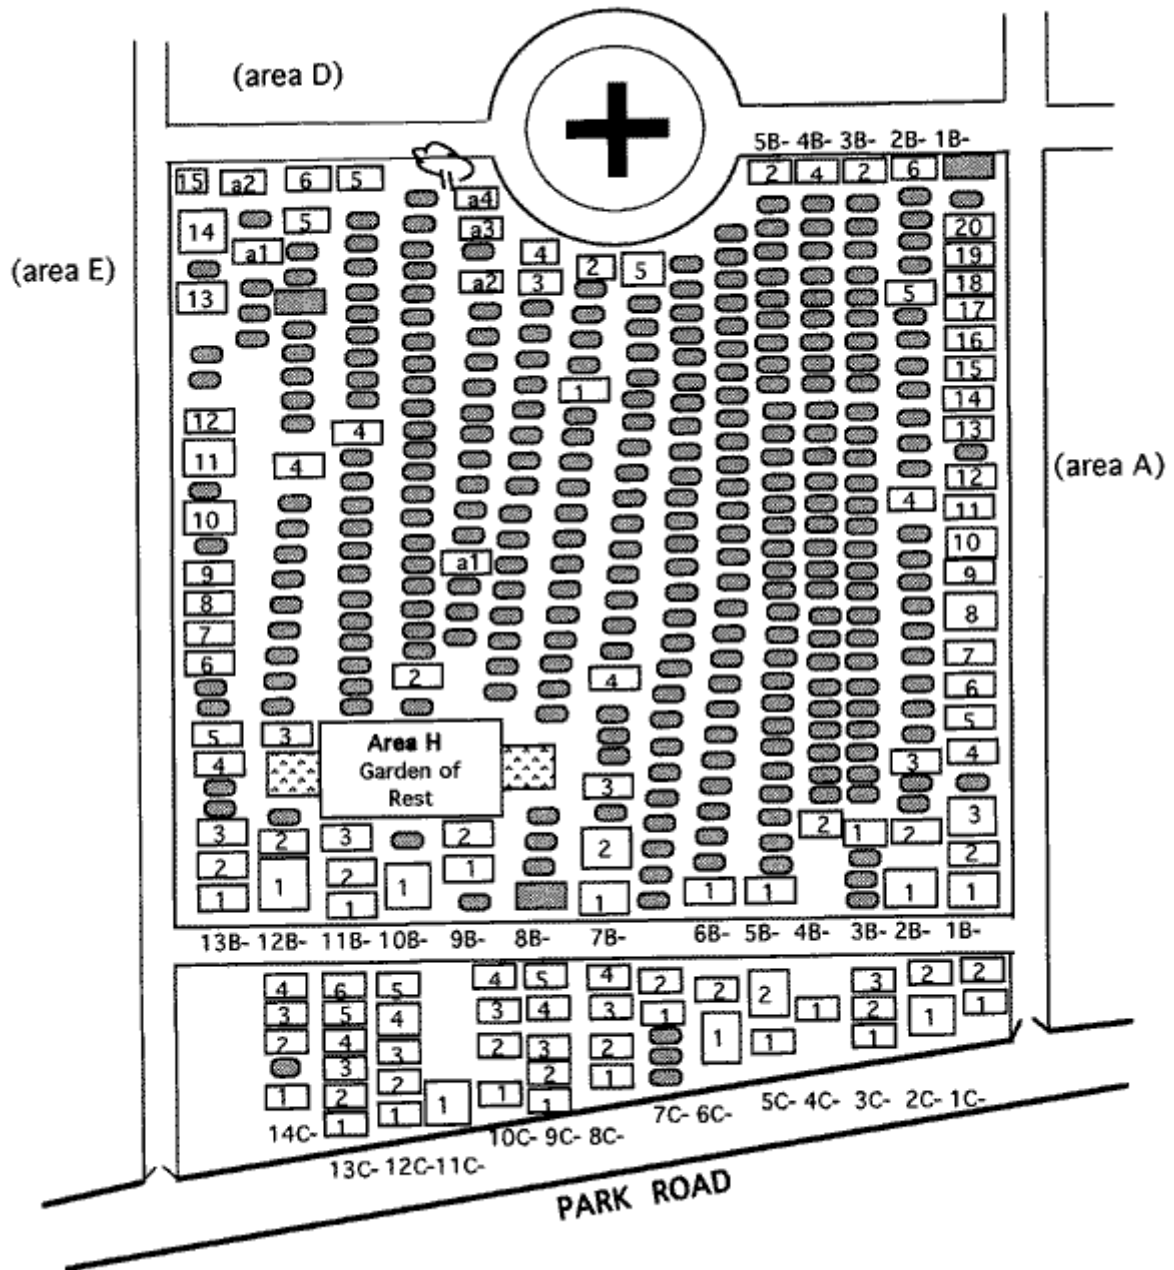 (area D)
5B- 4B- 3B- 2B- 1B-
15 a2 6 5 2 4 2 6
a4
14 5 a3 20
a1 4 19
(area E) 2 5
a2 3 18
13 5 17
16
15
1 14
12 4 13
11 4 (area A) 12
4 11
10 10
a1
9 9
8 8
7 7
6
2 4 6
5
5 3 Area H
4 Garden of 3 4
Rest 3
3
3 2 3 2 2 2 1 2
2 2 1 2
1 1 1 1 1 1 1 1 1
13B- 12B- 11B- 10B- 9B- 8B- 7B- 6B- 5B- 4B- 3B- 2B- 1B-
4 6 5 4 5 4 2 2 2 3 2 2
3 5 4 3 4 3 1 1 2 1 1
2 4 3 2 3 2 1 1 1
3 2 2 1
1 2 1 1 1 1
1
14C- 10C- 9C- 8C- 7C- 6C- 5C- 4C- 3C- 2C- 1C-
13C- 12C- 11C-
PARK ROAD